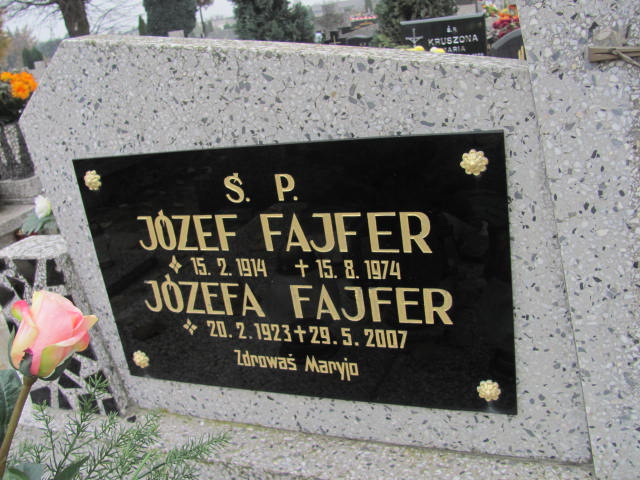 Ś. P.
KRUSZONA
MARIA
Ś. P.
JÓZEF FAJFER
15. 2. 1914 + 15. 8. 1974
JÓZEFA FAJFER
20. 2. 1923 + 29. 5. 2007
Zdrowaś Maryjo